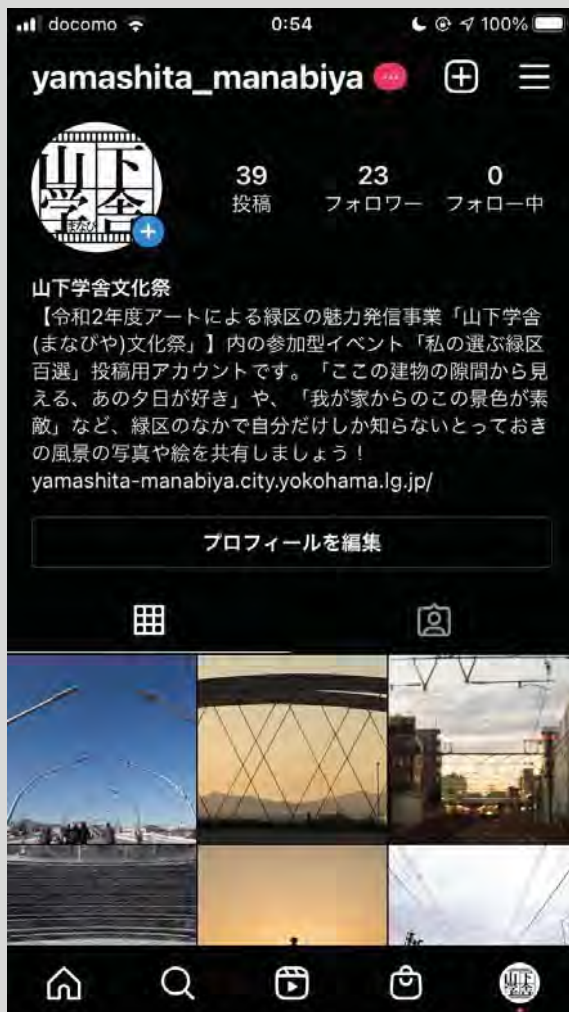 docomo 0:54 100%
yamashita_manabiya
山下
学舎
まなび
39 23 0
投稿 フォロワー フォロー中
山下学舎文化祭
【令和2年度アートによる緑区の魅力発信事業「山下学舎
(まなびや)文化祭」】内の参加型イベント「私の選ぶ緑区
百選」投稿用アカウントです。「ここの建物の隙間から見
える、あの夕日が好き」や、「我が家からのこの景色が素
敵」など、緑区のなかで自分だけしか知らないとっておき
の風景の写真や絵を共有しましょう!
yamashita-manabiya.city.yokohama.lg.jp/
プロフィールを編集